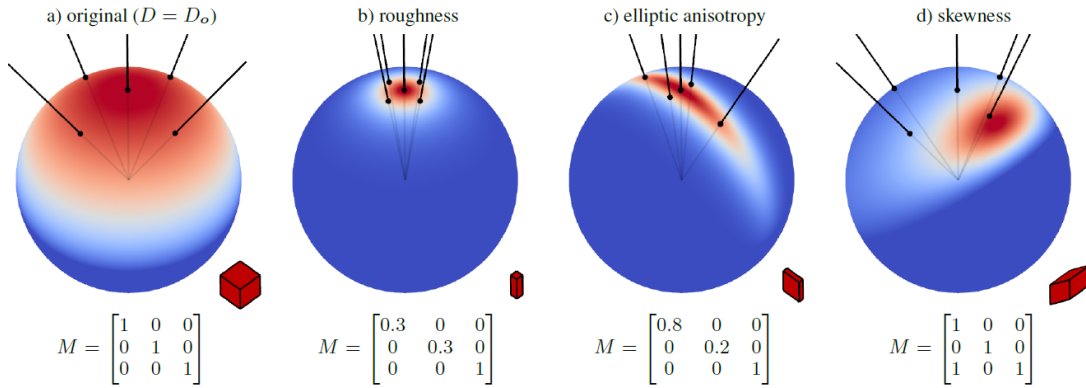 a) original (D = Dₒ)
b) roughness
c) elliptic anisotropy
d) skewness
M = [1 0 0
0 1 0
0 0 1]
M = [0.3 0 0
0 0.3 0
0 0 1]
M = [0.8 0 0
0 0.2 0
0 0 1]
M = [1 0 0
0 1 0
1 0 1]